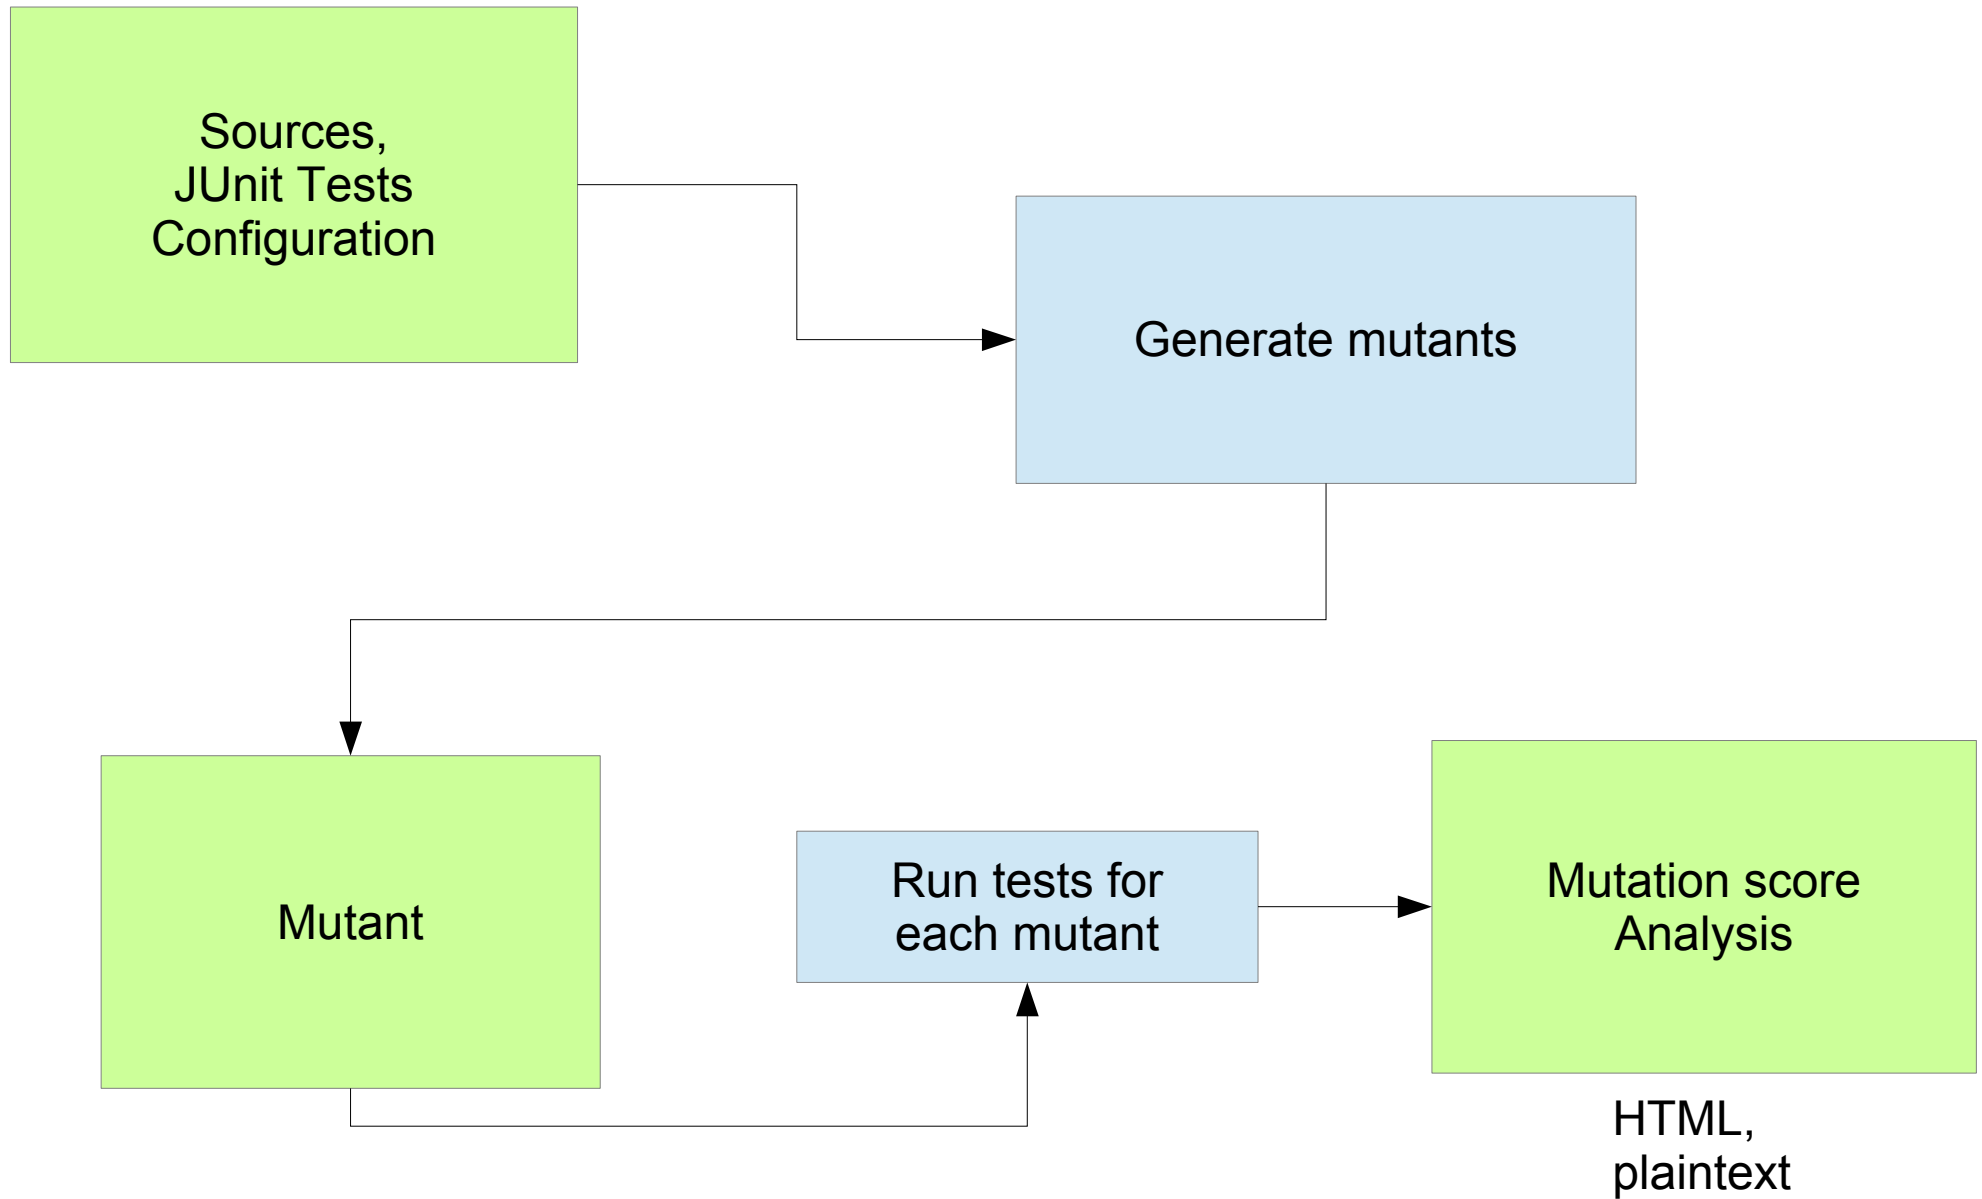 Sources,
JUnit Tests
Configuration
Generate mutants
Mutant
Run tests for
each mutant
Mutation score
Analysis
HTML,
plaintext